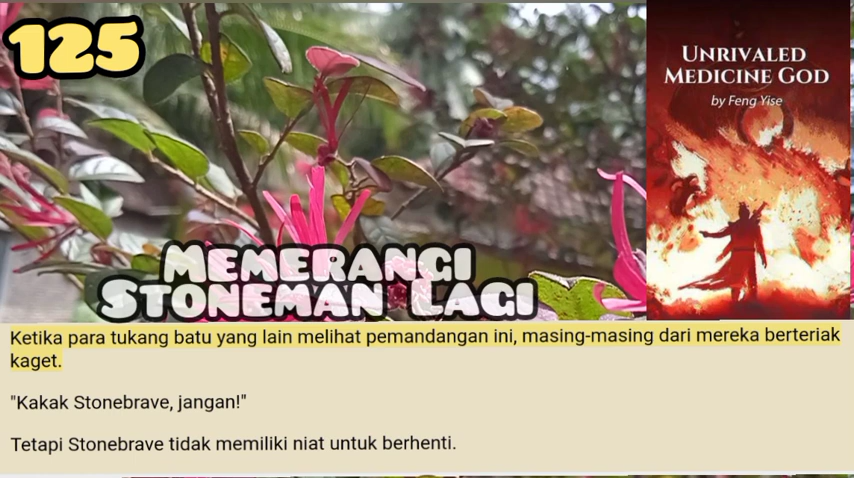 125
UNRIVALED
MEDICINE GOD
by Feng Yise
MEMERANGI
STONEMAN LAGI
Ketika para tukang batu yang lain melihat pemandangan ini, masing-masing dari mereka berteriak
kaget.
"Kakak Stonebrave, jangan!"
Tetapi Stonebrave tidak memiliki niat untuk berhenti.